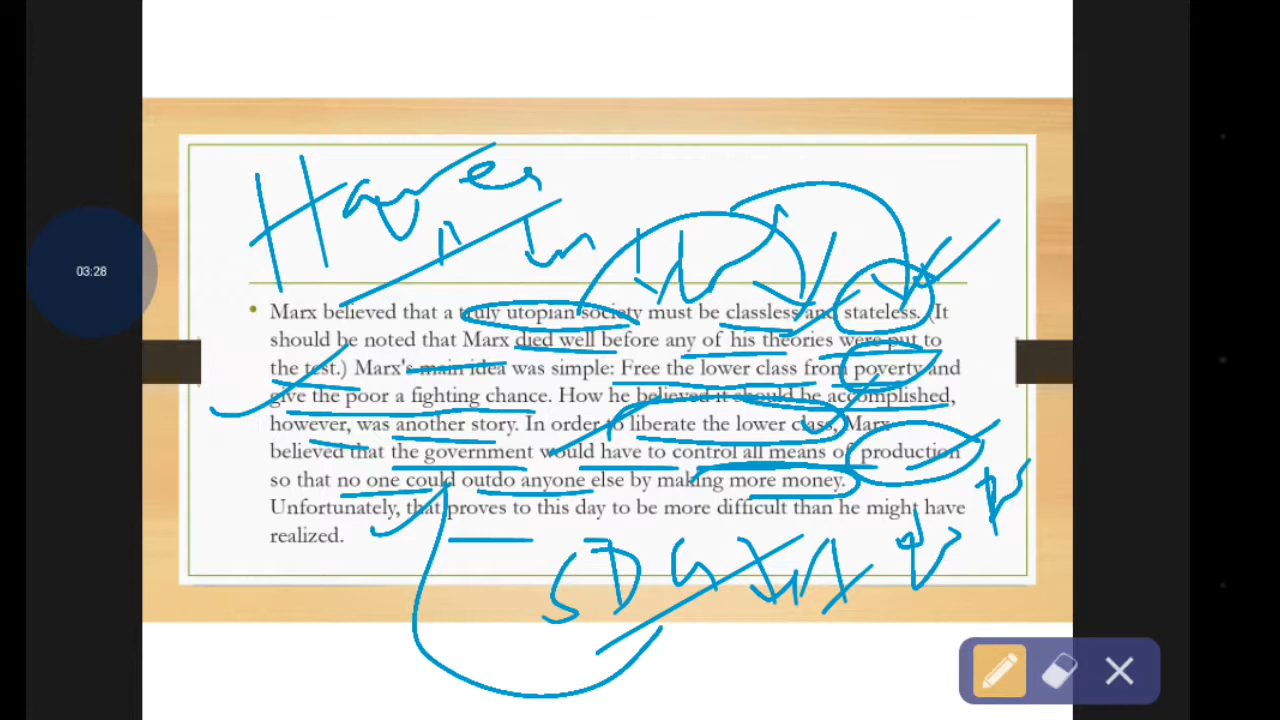 03:28
Marx believed that a truly utopian society must be classless and stateless. (It
should be noted that Marx died well before any of his theories were put to
the test.) Marx's main idea was simple: Free the lower class from poverty and
give the poor a fighting chance. How he believed it should be accomplished,
however, was another story. In order to liberate the lower class, Marx
believed that the government would have to control all means of production
so that no one could outdo anyone else by making more money.
Unfortunately, that proves to this day to be more difficult than he might have
realized.